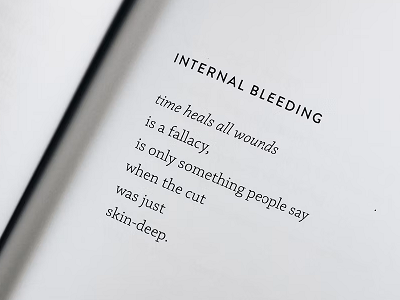 INTERNAL BLEEDING
time heals all wounds
is a fallacy,
is only something people say
when the cut
was just
skin-deep.